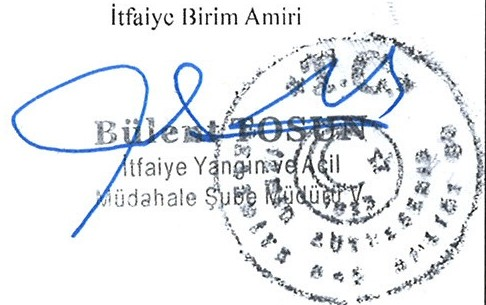 İtfaiye Birim Amiri
Bülent TOSUN
İtfaiye Yangın ve Acil
Müdahale Şube Müdürü V.
T.C.